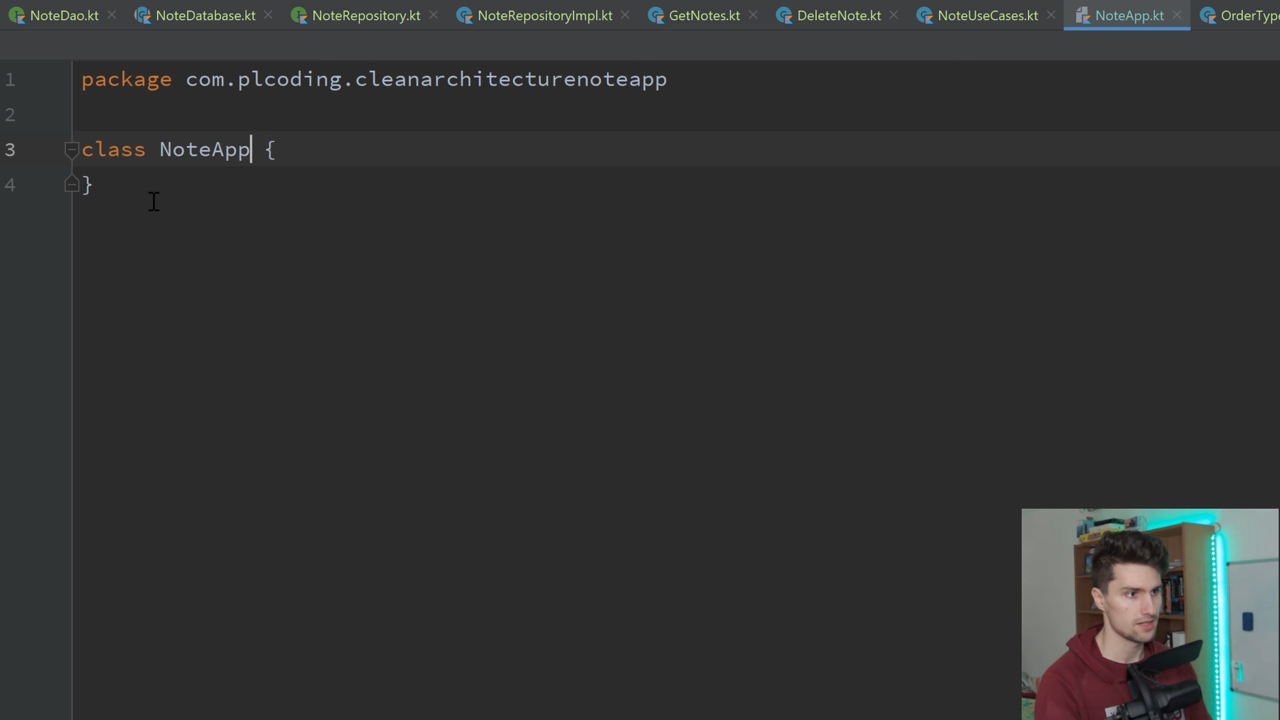 NoteDao.kt NoteDatabase.kt NoteRepository.kt NoteRepositoryImpl.kt GetNotes.kt DeleteNote.kt NoteUseCases.kt NoteApp.kt OrderTyp
1 package com.plcoding.cleanarchitecturenoteapp
2
3 class NoteApp {
4 }